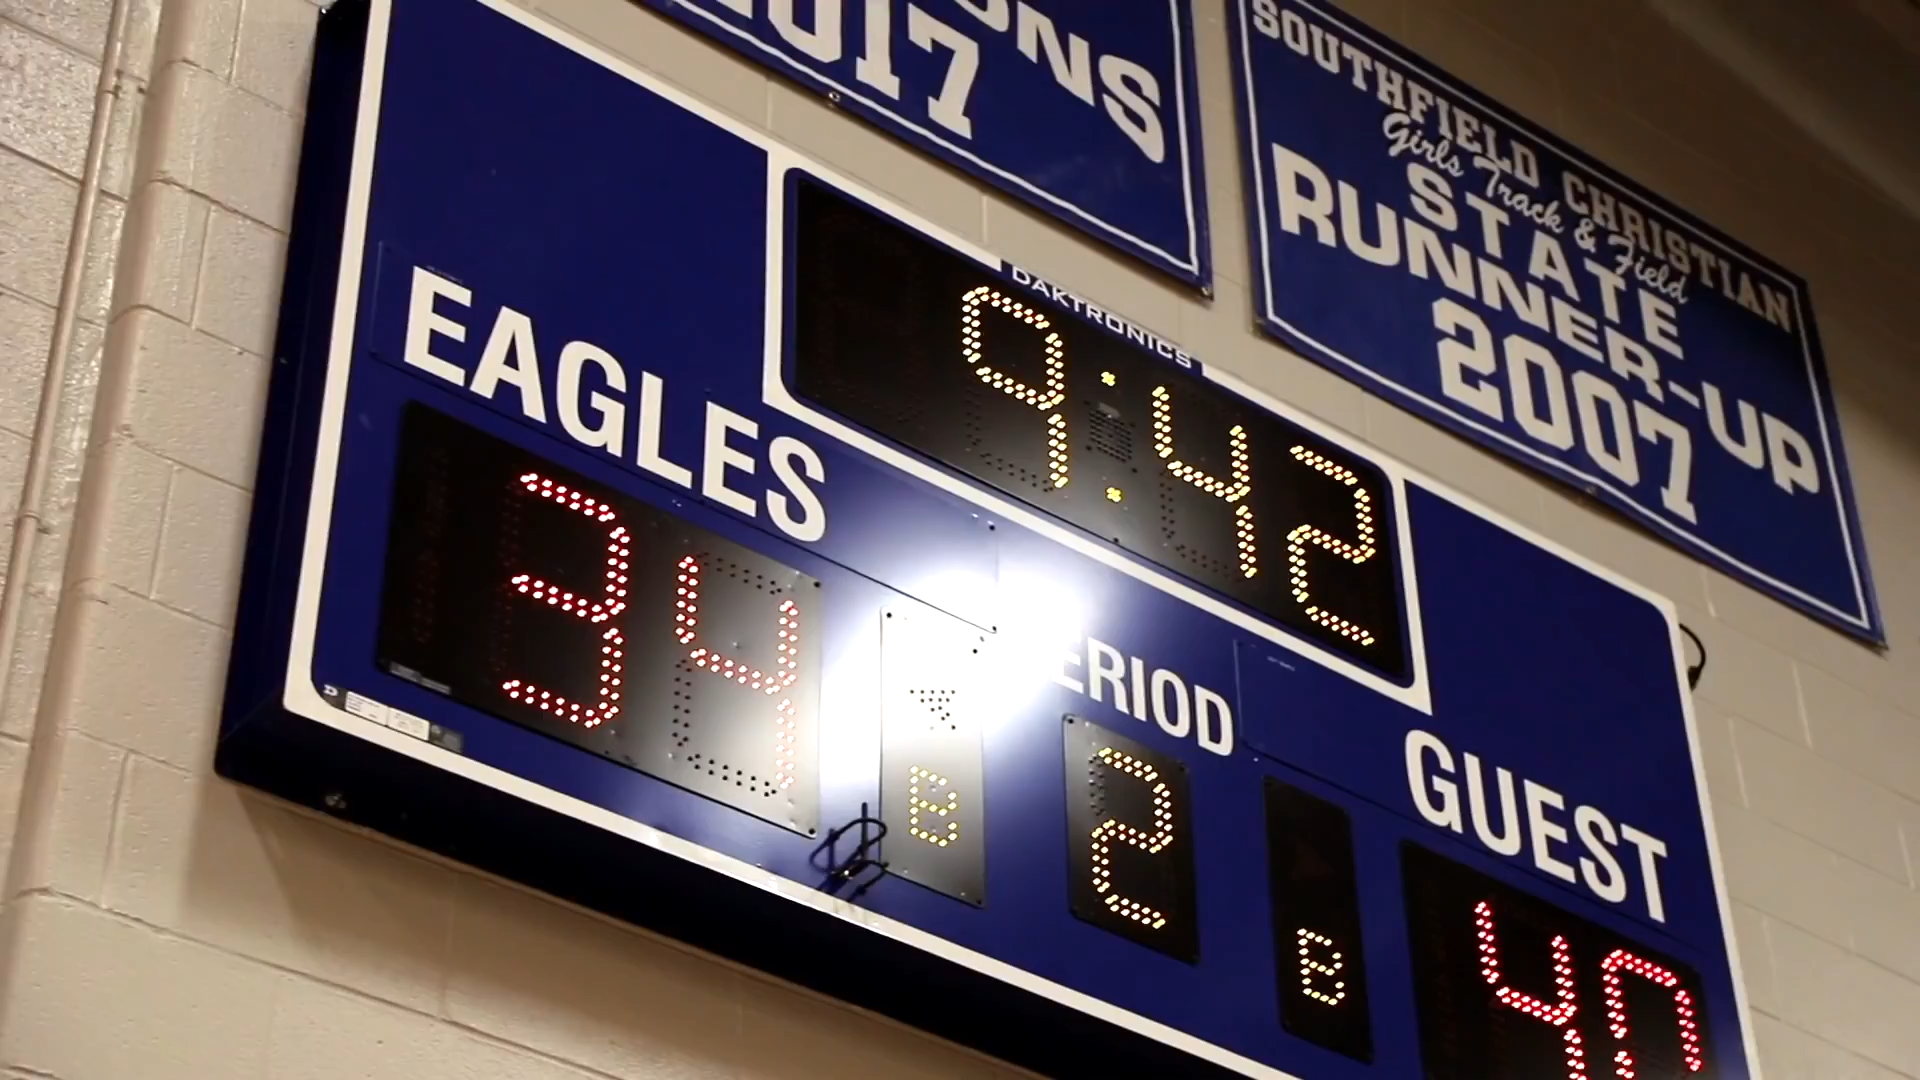 2017
SOUTHFIELD CHRISTIAN
Girls Track & Field
STATE
RUNNER-UP
2007
DAKTRONICS
9:42
EAGLES
34
PERIOD
B
2
B
GUEST
40